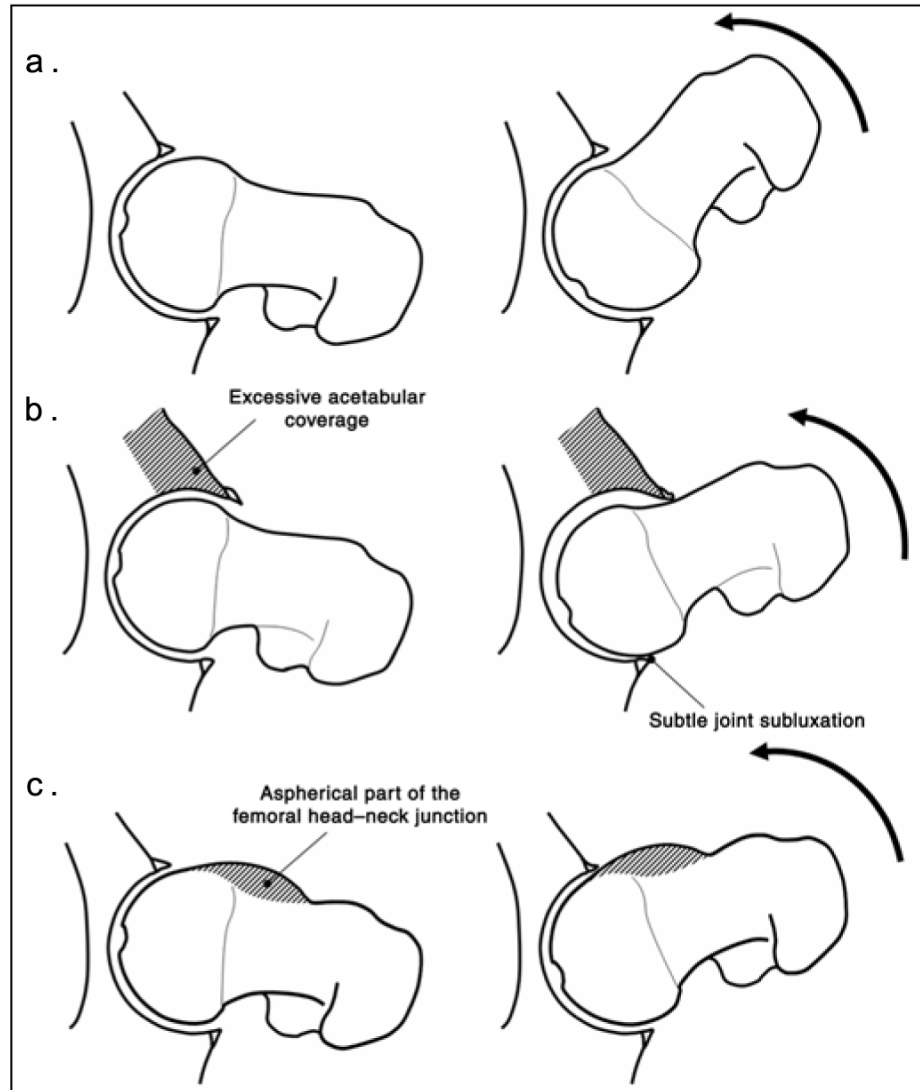 a.
b.
Excessive acetabular
coverage
Subtle joint subluxation
c.
Aspherical part of the
femoral head–neck junction